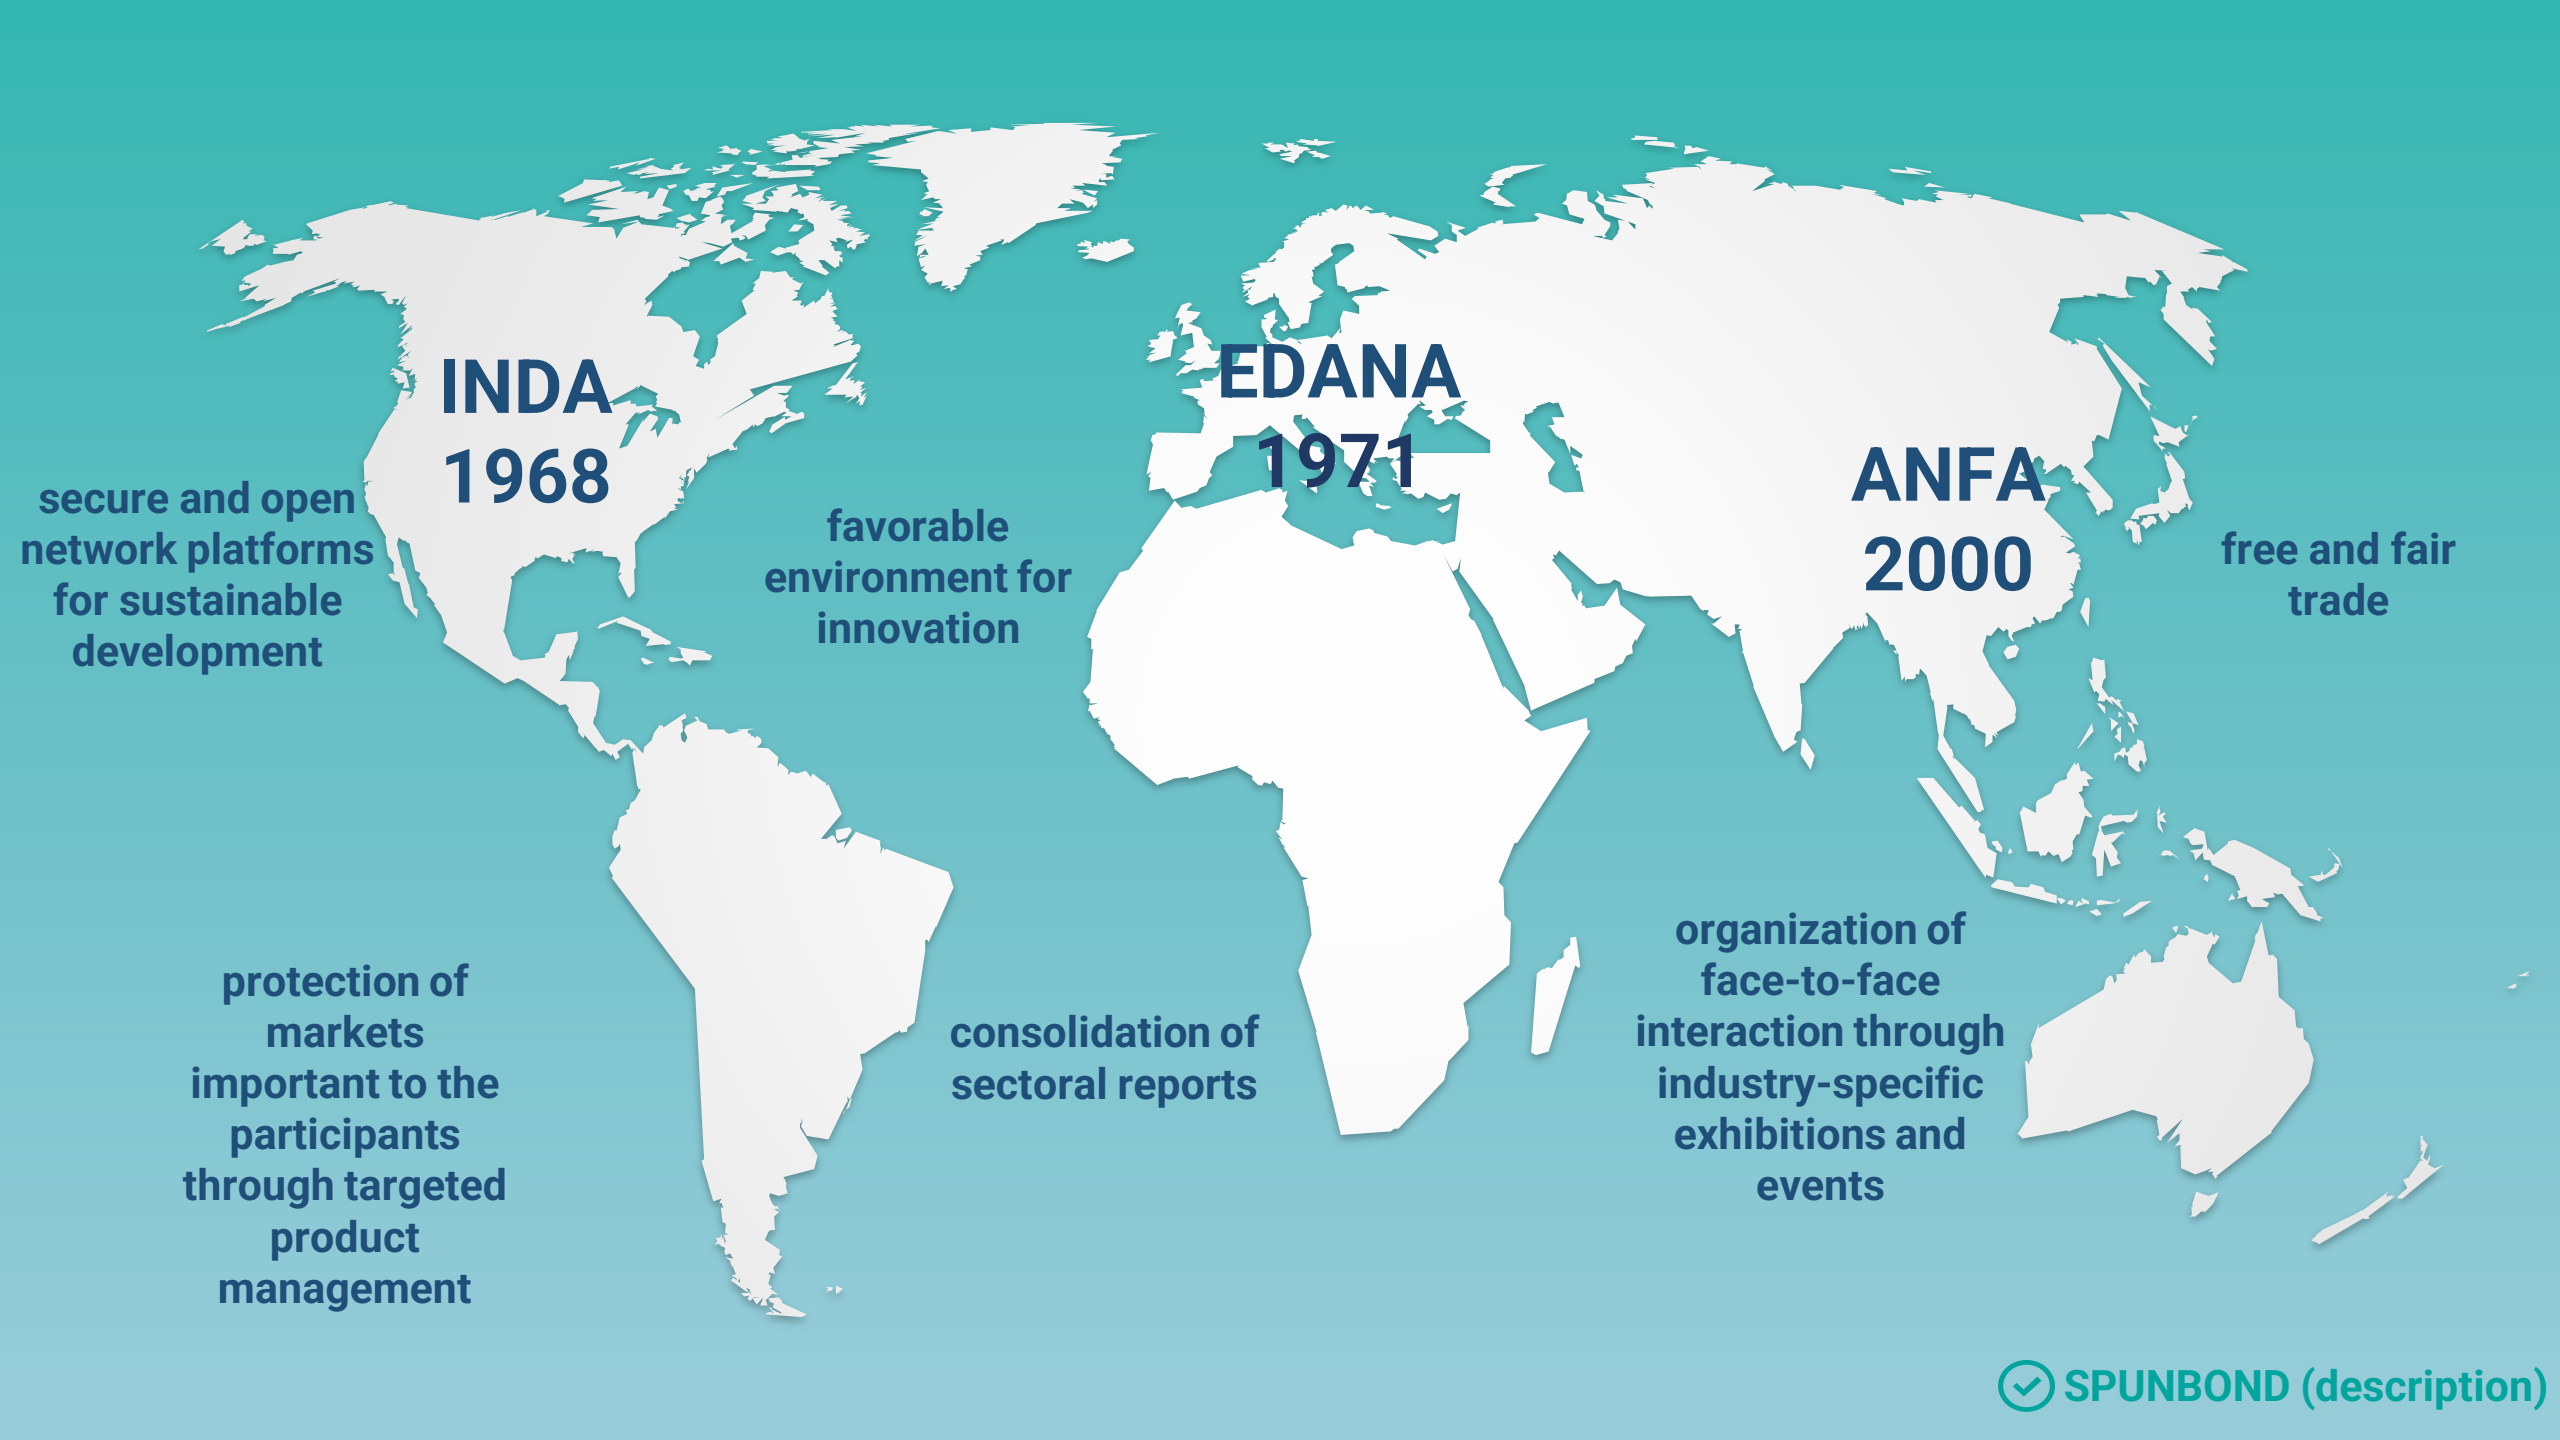 INDA
1968
EDANA
1971
ANFA
2000
secure and open
network platforms
for sustainable
development
favorable
environment for
innovation
free and fair
trade
protection of
markets
important to the
participants
through targeted
product
management
consolidation of
sectoral reports
organization of
face-to-face
interaction through
industry-specific
exhibitions and
events
SPUNBOND (description)